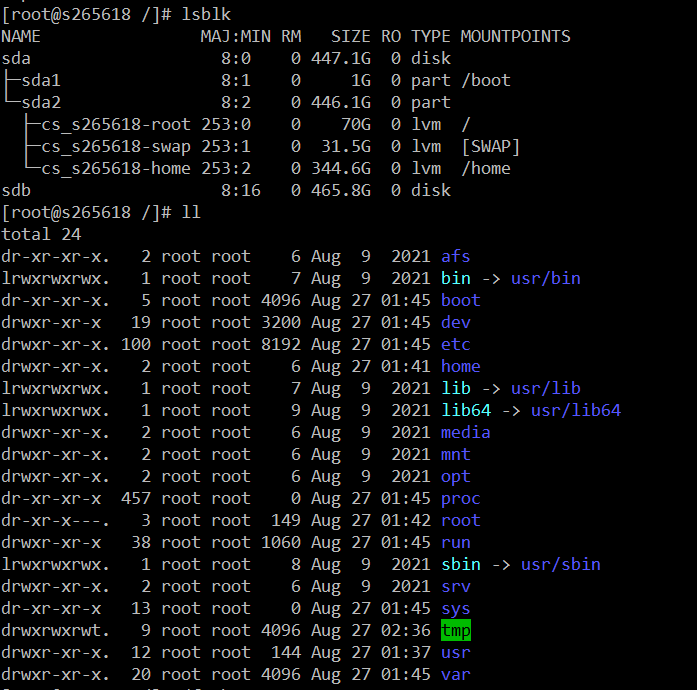 [root@s265618 /]# lsblk
NAME                MAJ:MIN RM   SIZE RO TYPE MOUNTPOINTS
sda                   8:0    0 447.1G  0 disk
├─sda1                8:1    0     1G  0 part /boot
└─sda2                8:2    0 446.1G  0 part
  ├─cs_s265618-root 253:0    0    70G  0 lvm  /
  ├─cs_s265618-swap 253:1    0  31.5G  0 lvm  [SWAP]
  └─cs_s265618-home 253:2    0 344.6G  0 lvm  /home
sdb                   8:16   0 465.8G  0 disk
[root@s265618 /]# ll
total 24
dr-xr-xr-x.   2 root root    6 Aug  9  2021 afs
lrwxrwxrwx.   1 root root    7 Aug  9  2021 bin -> usr/bin
dr-xr-xr-x.   5 root root 4096 Aug 27 01:45 boot
drwxr-xr-x   19 root root 3200 Aug 27 01:45 dev
drwxr-xr-x. 100 root root 8192 Aug 27 01:45 etc
drwxr-xr-x.   2 root root    6 Aug 27 01:41 home
lrwxrwxrwx.   1 root root    7 Aug  9  2021 lib -> usr/lib
lrwxrwxrwx.   1 root root    9 Aug  9  2021 lib64 -> usr/lib64
drwxr-xr-x.   2 root root    6 Aug  9  2021 media
drwxr-xr-x.   2 root root    6 Aug  9  2021 mnt
drwxr-xr-x.   2 root root    6 Aug  9  2021 opt
dr-xr-xr-x  457 root root    0 Aug 27 01:45 proc
dr-xr-x---.   3 root root  149 Aug 27 01:42 root
drwxr-xr-x   38 root root 1060 Aug 27 01:45 run
lrwxrwxrwx.   1 root root    8 Aug  9  2021 sbin -> usr/sbin
drwxr-xr-x.   2 root root    6 Aug  9  2021 srv
dr-xr-xr-x   13 root root    0 Aug 27 01:45 sys
drwxrwxrwt.   9 root root 4096 Aug 27 02:36 tmp
drwxr-xr-x.  12 root root  144 Aug 27 01:37 usr
drwxr-xr-x.  20 root root 4096 Aug 27 01:45 var